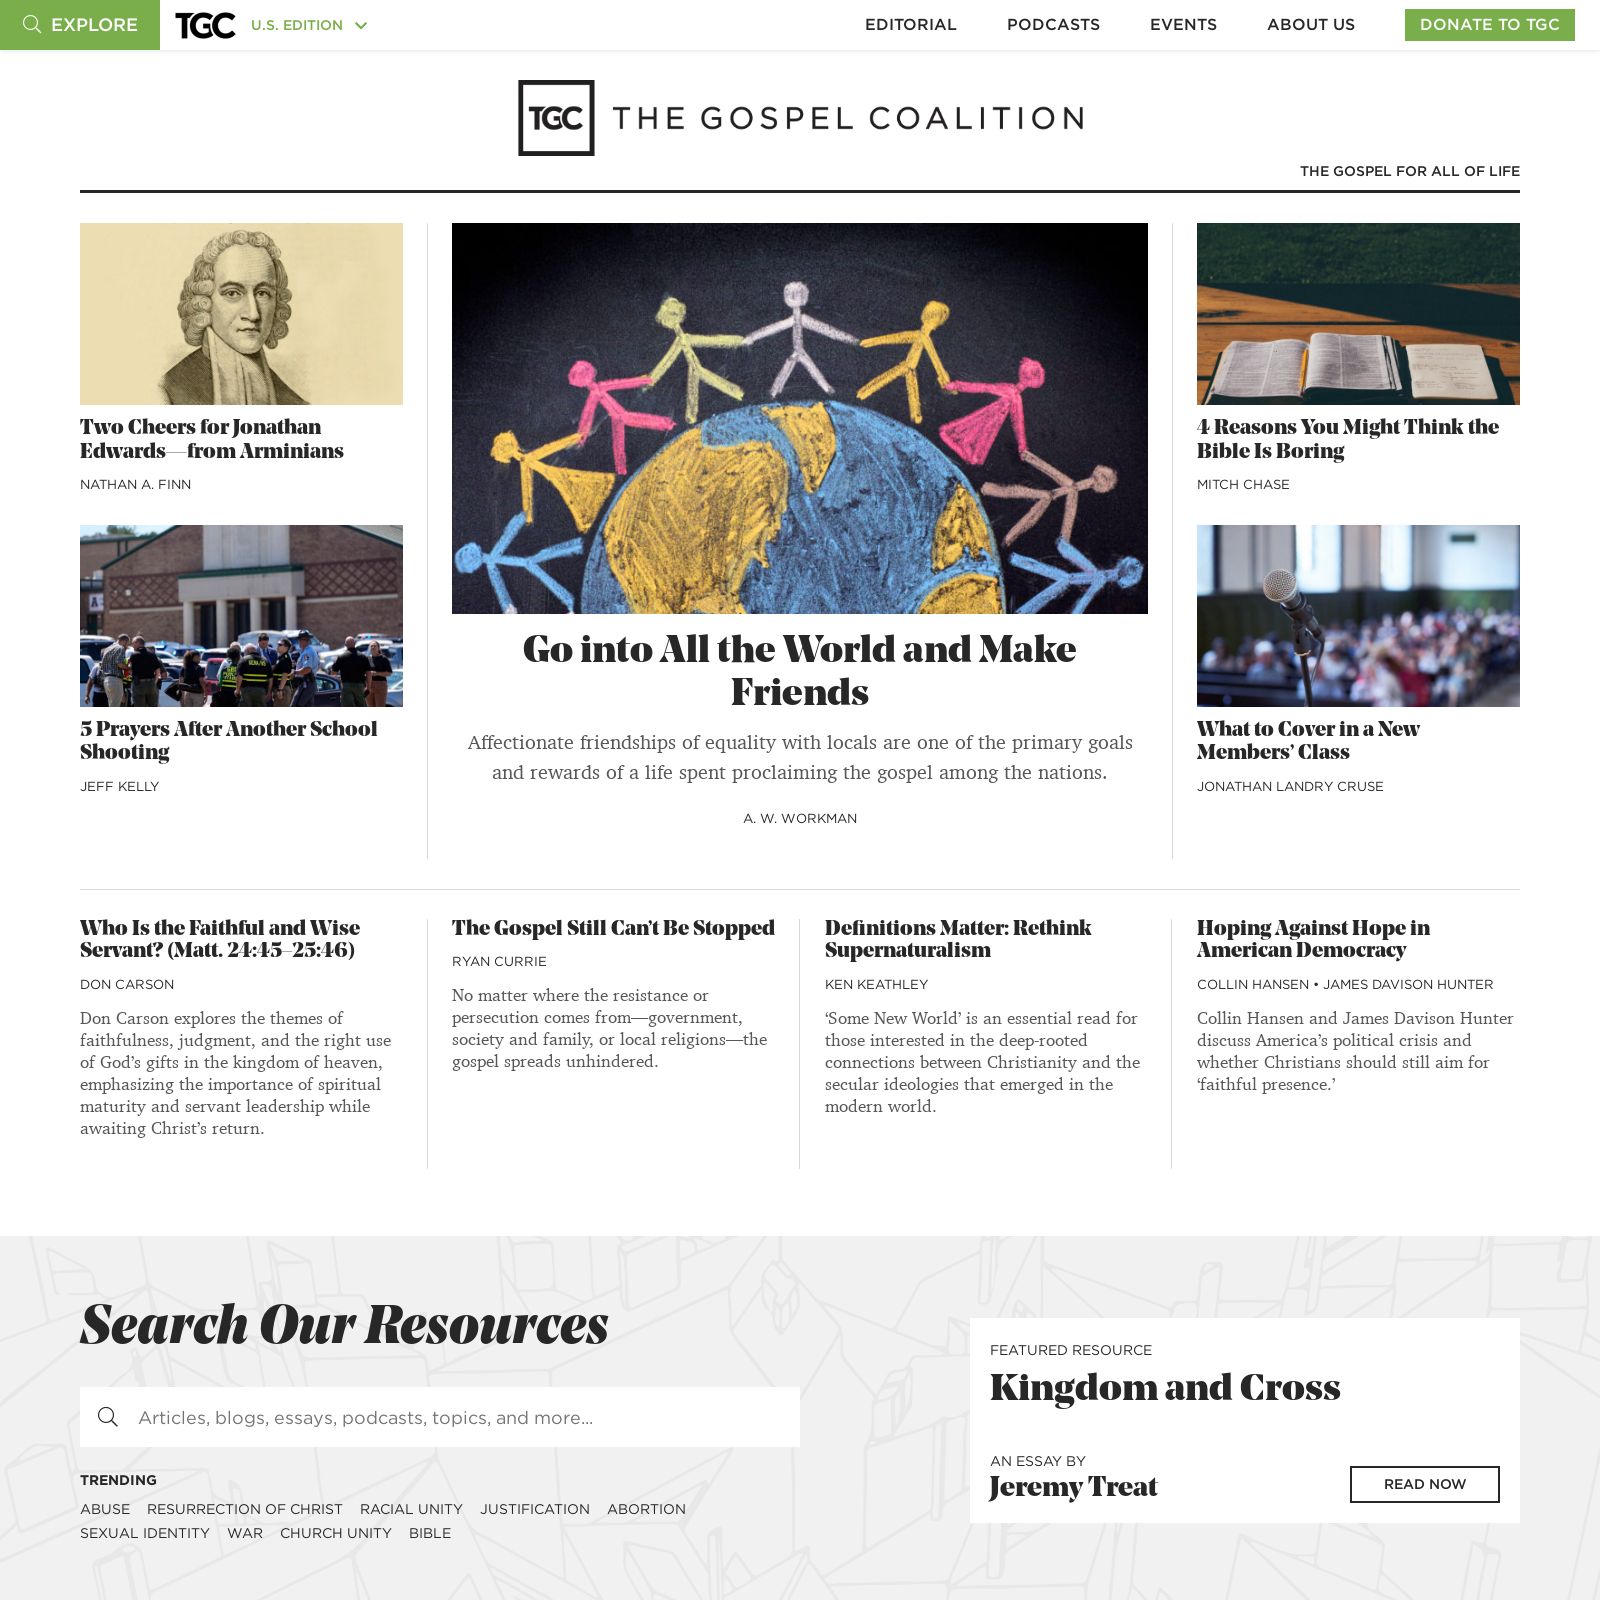 EXPLORE
TGC
U.S. EDITION
EDITORIAL
PODCASTS
EVENTS
ABOUT US
DONATE TO TGC
TGC
THE GOSPEL COALITION
THE GOSPEL FOR ALL OF LIFE
Two Cheers for Jonathan
Edwards—from Arminians
NATHAN A. FINN
5 Prayers After Another School
Shooting
JEFF KELLY
Go into All the World and Make
Friends
Affectionate friendships of equality with locals are one of the primary goals
and rewards of a life spent proclaiming the gospel among the nations.
A. W. WORKMAN
4 Reasons You Might Think the
Bible Is Boring
MITCH CHASE
What to Cover in a New
Members’ Class
JONATHAN LANDRY CRUSE
Who Is the Faithful and Wise
Servant? (Matt. 24:45–25:46)
DON CARSON
Don Carson explores the themes of
faithfulness, judgment, and the right use
of God’s gifts in the kingdom of heaven,
emphasizing the importance of spiritual
maturity and servant leadership while
awaiting Christ’s return.
The Gospel Still Can’t Be Stopped
RYAN CURRIE
No matter where the resistance or
persecution comes from—government,
society and family, or local religions—the
gospel spreads unhindered.
Definitions Matter: Rethink
Supernaturalism
KEN KEATHLEY
‘Some New World’ is an essential read for
those interested in the deep-rooted
connections between Christianity and the
secular ideologies that emerged in the
modern world.
Hoping Against Hope in
American Democracy
COLLIN HANSEN • JAMES DAVISON HUNTER
Collin Hansen and James Davison Hunter
discuss America’s political crisis and
whether Christians should still aim for
‘faithful presence.’
Search Our Resources
Articles, blogs, essays, podcasts, topics, and more...
TRENDING
ABUSE RESURRECTION OF CHRIST RACIAL UNITY JUSTIFICATION ABORTION
SEXUAL IDENTITY WAR CHURCH UNITY BIBLE
FEATURED RESOURCE
Kingdom and Cross
AN ESSAY BY
Jeremy Treat
READ NOW